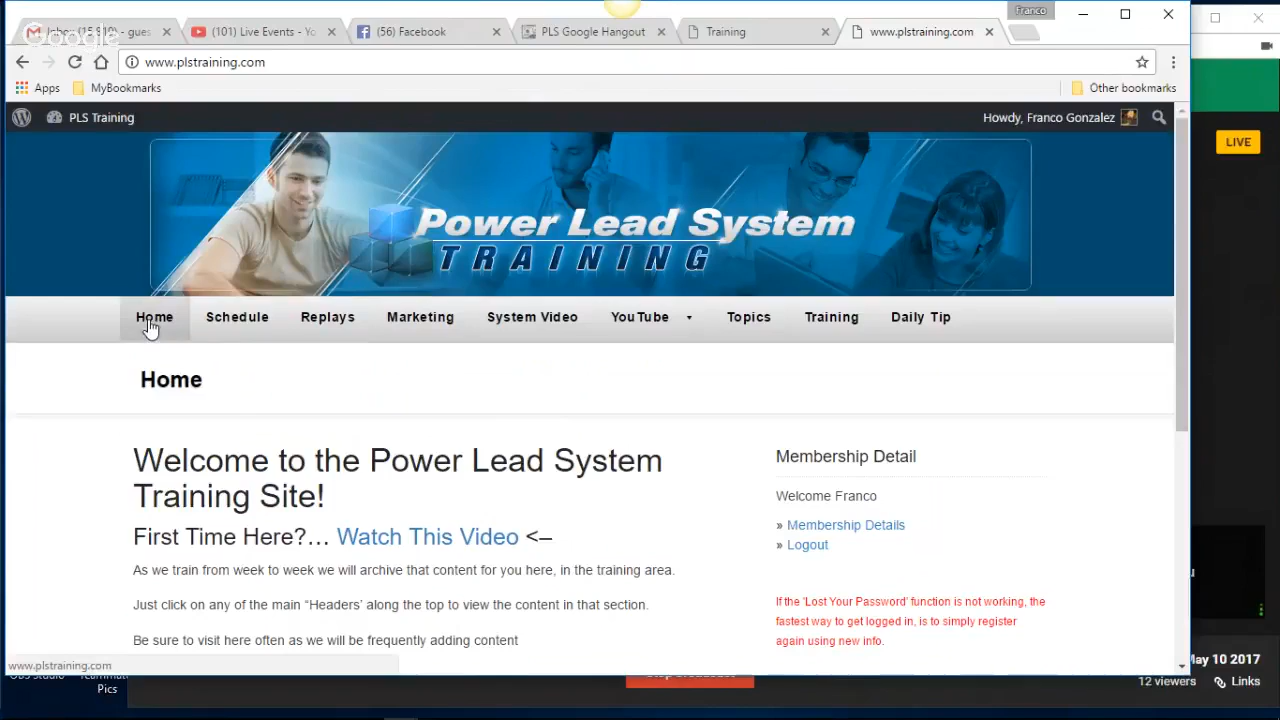 Franco
Inbox (15,910) - gues
(101) Live Events - Y
(56) Facebook
PLS Google Hangout
Training
www.plstraining.com
Google
www.plstraining.com
Apps
MyBookmarks
Other bookmarks
PLS Training
Howdy, Franco Gonzalez
LIVE
Power Lead System
TRAINING
Home
Schedule
Replays
Marketing
System Video
YouTube
Topics
Training
Daily Tip
Home
Welcome to the Power Lead System
Training Site!
First Time Here?… Watch This Video <–
As we train from week to week we will archive that content for you here, in the training area.
Just click on any of the main “Headers’ along the top to view the content in that section.
Be sure to visit here often as we will be frequently adding content
Membership Detail
Welcome Franco
» Membership Details
» Logout
If the 'Lost Your Password' function is not working, the
fastest way to get logged in, is to simply register
again using new info.
www.plstraining.com
Pics
May 10 2017
12 viewers
Links